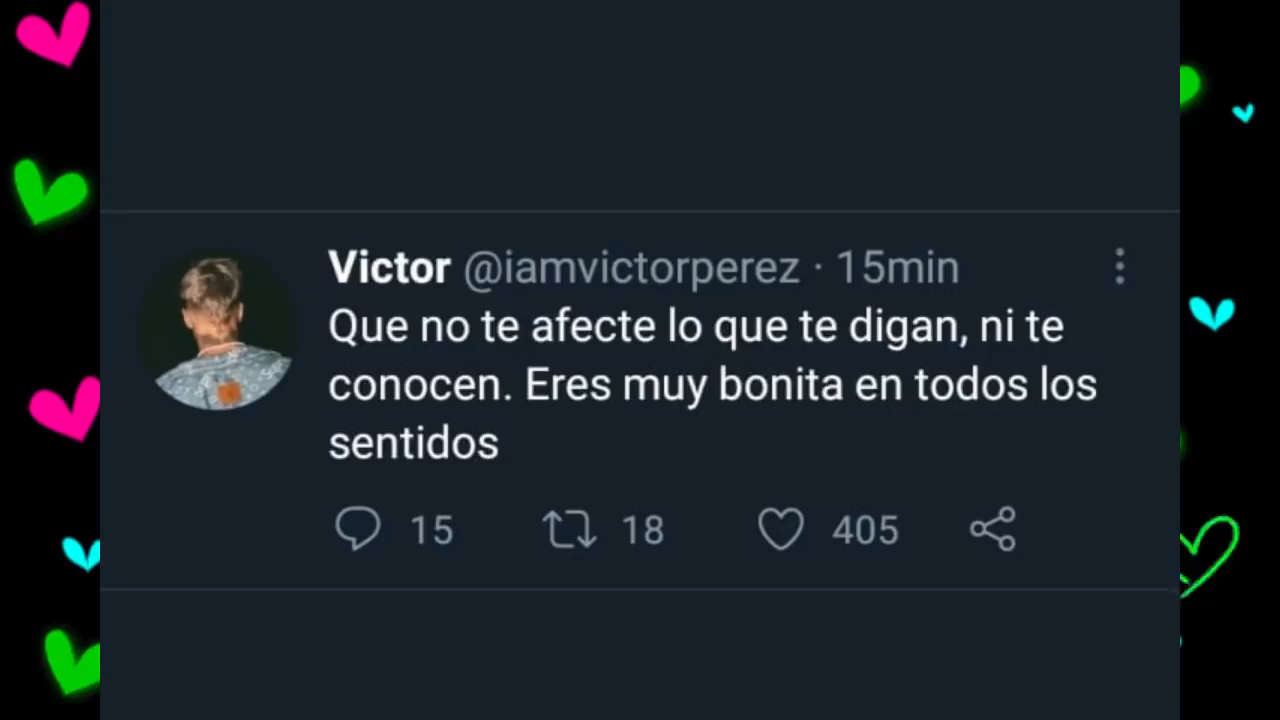 Victor @iamvictorperez · 15min
Que no te afecte lo que te digan, ni te
conocen. Eres muy bonita en todos los
sentidos
15 18 405